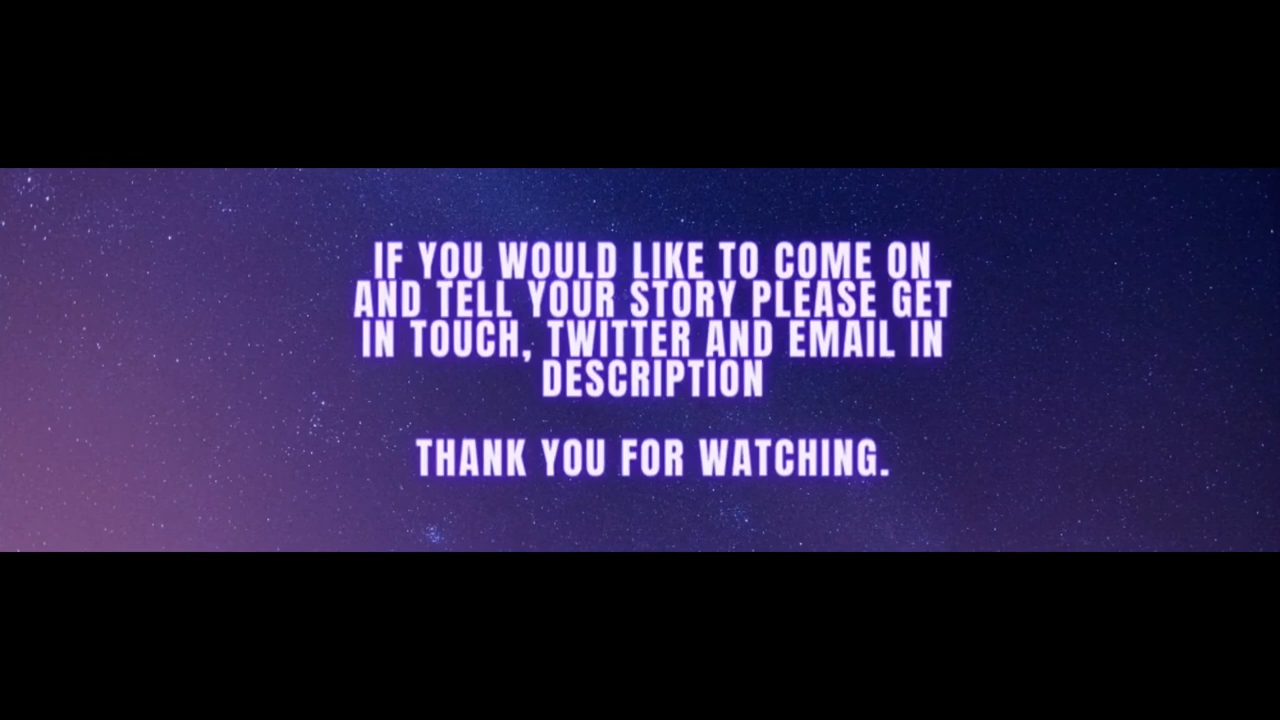 IF YOU WOULD LIKE TO COME ON
AND TELL YOUR STORY PLEASE GET
IN TOUCH, TWITTER AND EMAIL IN
DESCRIPTION
THANK YOU FOR WATCHING.